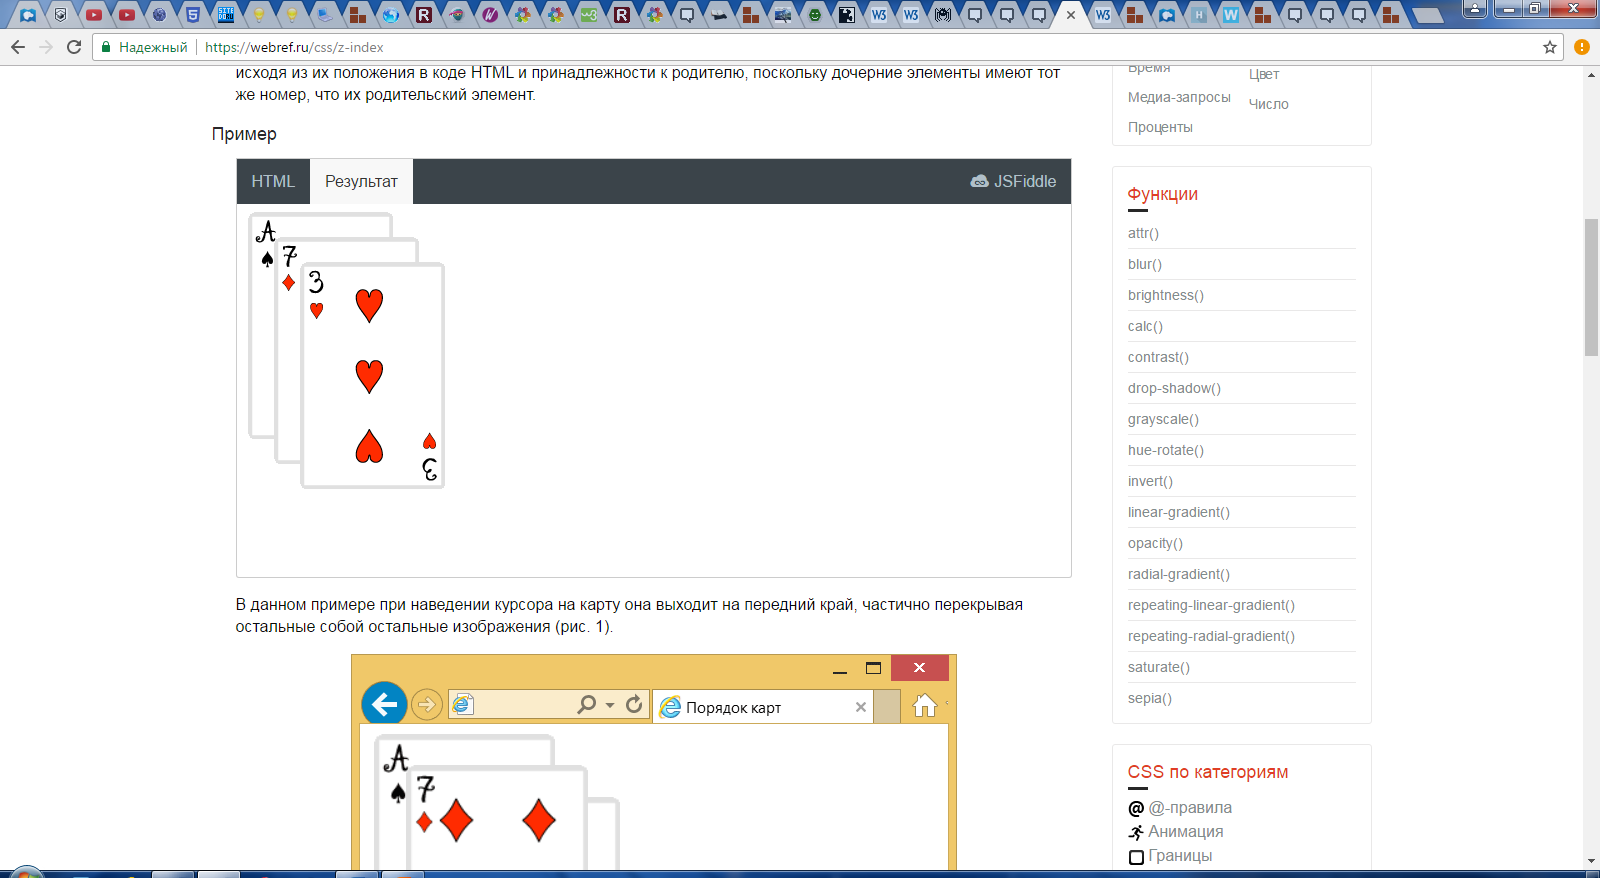 Надежный
https://webref.ru/css/z-index
исходя из их положения в коде HTML и принадлежности к родителю, поскольку дочерние элементы имеют тот
же номер, что их родительский элемент.
Пример
HTML
Результат
JSFiddle
A
7
3
3
В данном примере при наведении курсора на карту она выходит на передний край, частично перекрывая
остальные собой остальные изображения (рис. 1).
Порядок карт
A
7
Время
Цвет
Медиа-запросы
Число
Проценты
Функции
attr()
blur()
brightness()
calc()
contrast()
drop-shadow()
grayscale()
hue-rotate()
invert()
linear-gradient()
opacity()
radial-gradient()
repeating-linear-gradient()
repeating-radial-gradient()
saturate()
sepia()
CSS по категориям
@ @-правила
Анимация
Границы